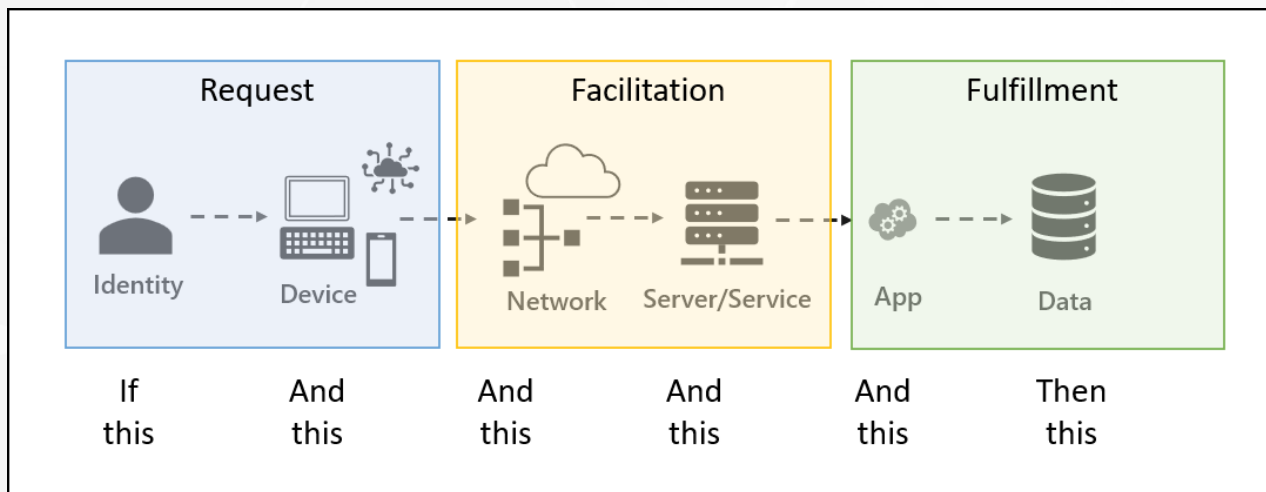 Request
Facilitation
Fulfillment
Identity
Device
Network
Server/Service
App
Data
If
this
And
this
And
this
And
this
And
this
Then
this